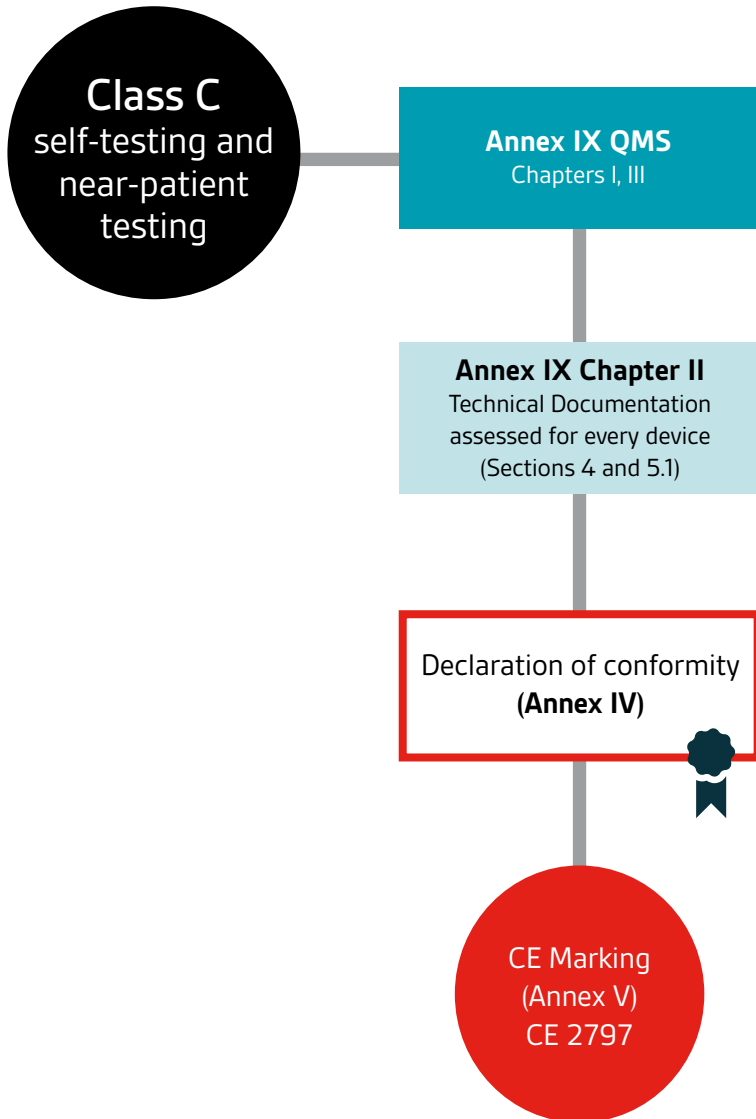 Class C
self-testing and
near-patient
testing
Annex IX QMS
Chapters I, III
Annex IX Chapter II
Technical Documentation
assessed for every device
(Sections 4 and 5.1)
Declaration of conformity
(Annex IV)
CE Marking
(Annex V)
CE 2797